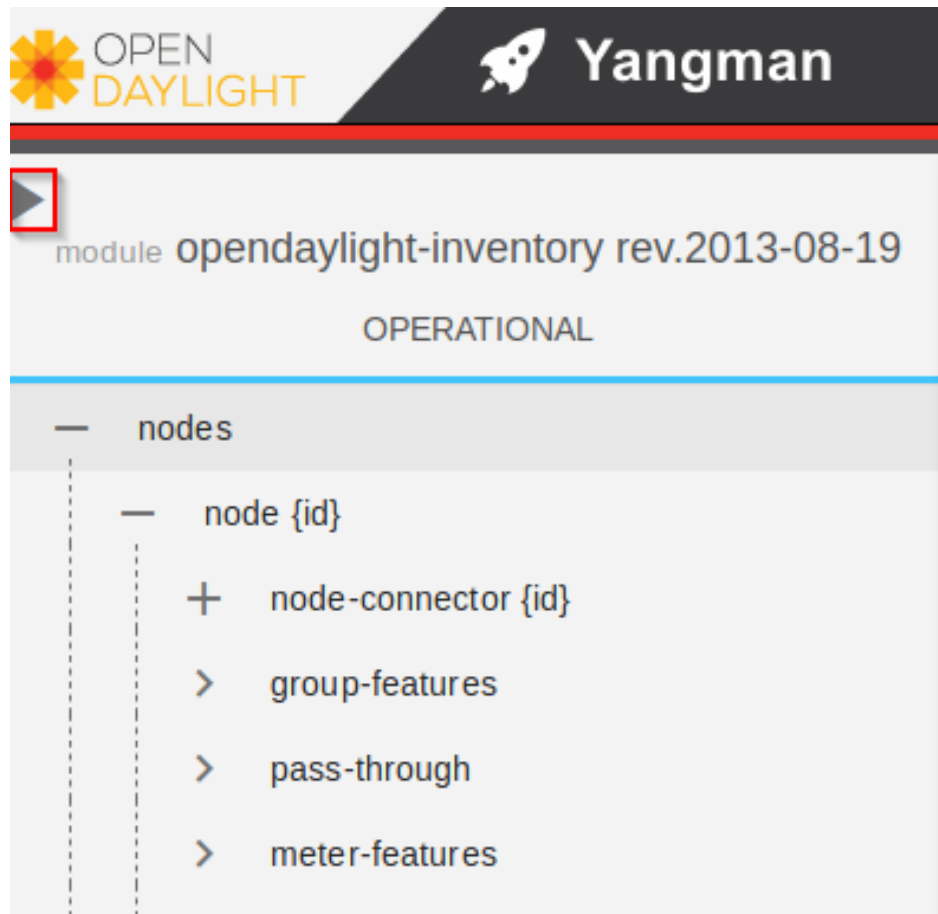 OPEN
DAYLIGHT
Yangman
module opendaylight-inventory rev.2013-08-19
OPERATIONAL
nodes
node {id}
node-connector {id}
group-features
pass-through
meter-features